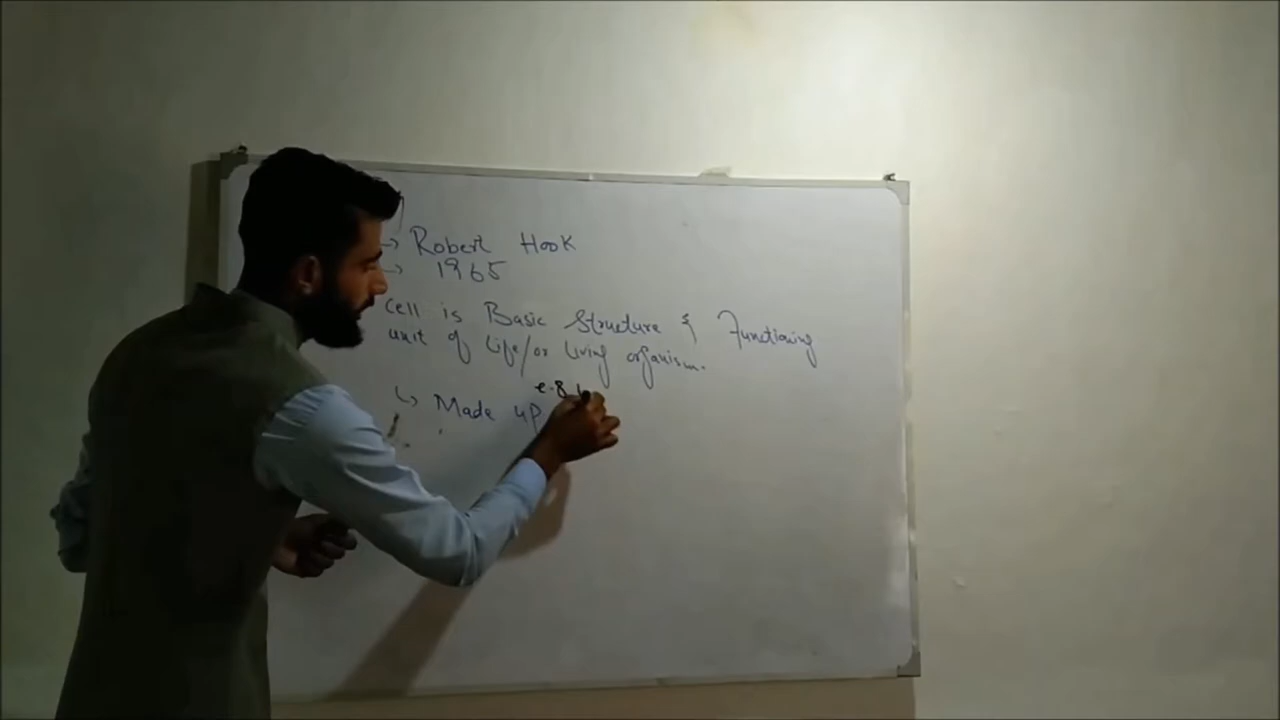 → Robert Hook
→ 1965
Cell is Basic Structure & Functioning
unit of life/or living organism.
e.g
↳ Made up